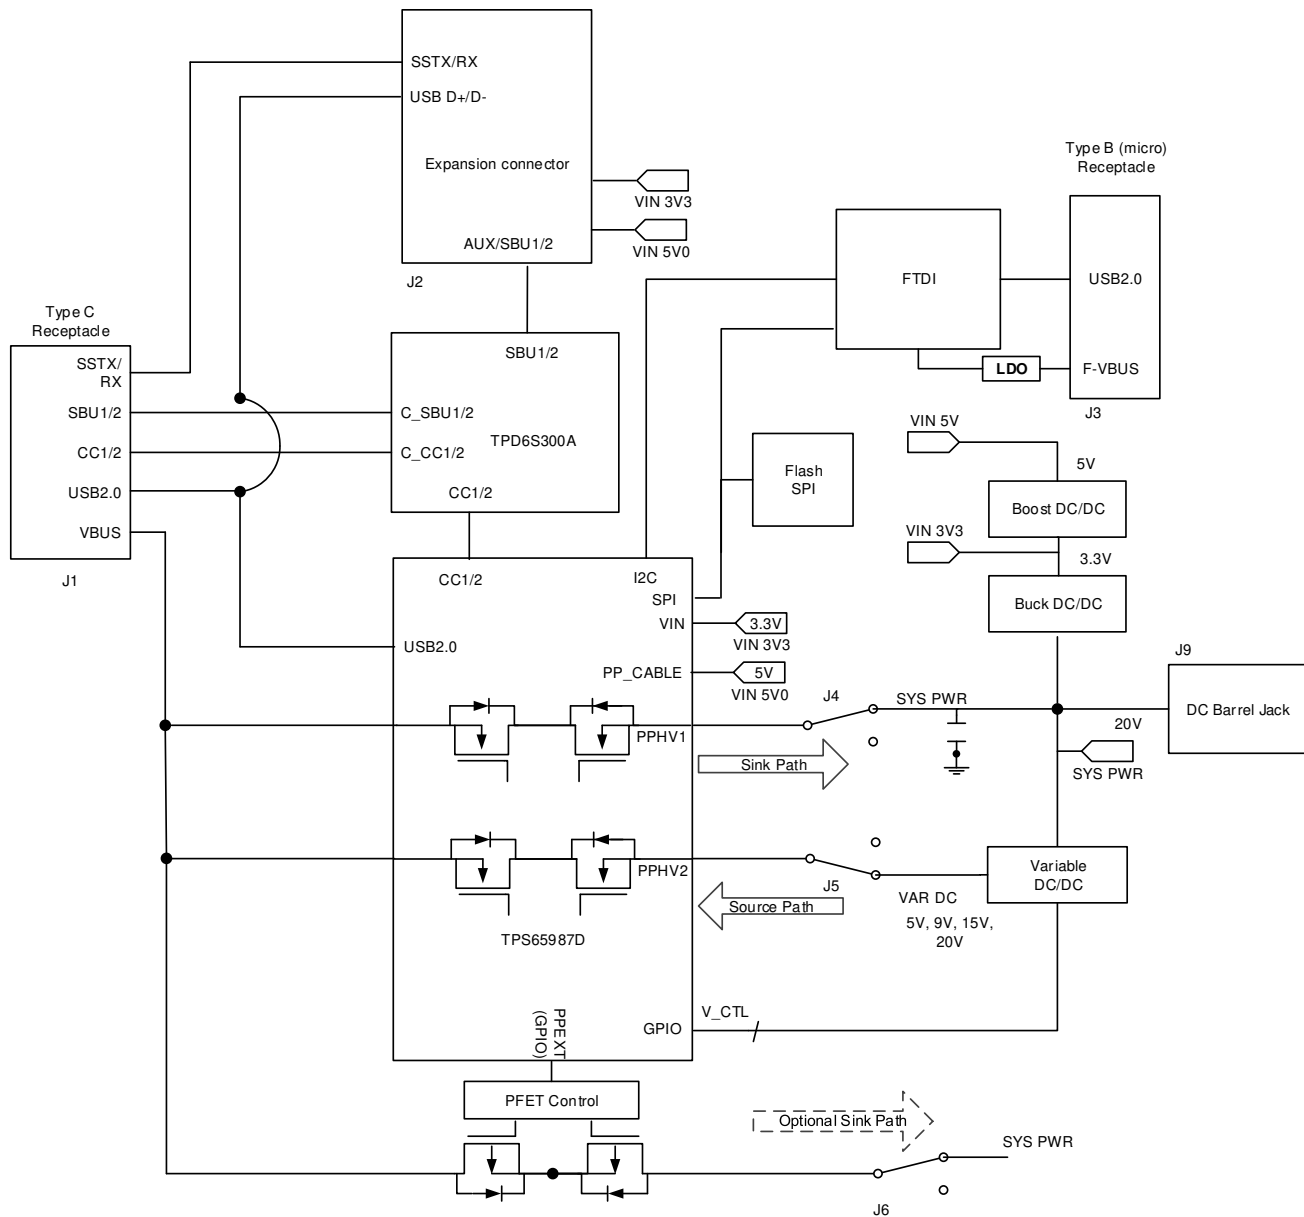 SSTX/RX
USB D+/D-
Expansion connector
VIN 3V3
VIN 5V0
AUX/SBU1/2
J2
Type B (micro)
Receptacle
FTDI
USB2.0
LDO
F-VBUS
J3
Type C
Receptacle
SSTX/
RX
SBU1/2
CC1/2
USB2.0
VBUS
J1
SBU1/2
C_SBU1/2
TPD6S300A
C_CC1/2
CC1/2
Flash
SPI
VIN 5V
5V
Boost DC/DC
VIN 3V3
3.3V
Buck DC/DC
CC1/2
I2C
SPI
VIN
3.3V
VIN 3V3
USB2.0
PP_CABLE
5V
VIN 5V0
J9
DC Barrel Jack
J4
SYS PWR
20V
PPHV1
Sink Path
SYS PWR
PPHV2
J5
Source Path
VAR DC
5V, 9V, 15V,
20V
Variable
DC/DC
TPS65987D
V_CTL
GPIO
PPEXT
(GPIO)
PFET Control
Optional Sink Path
SYS PWR
J6